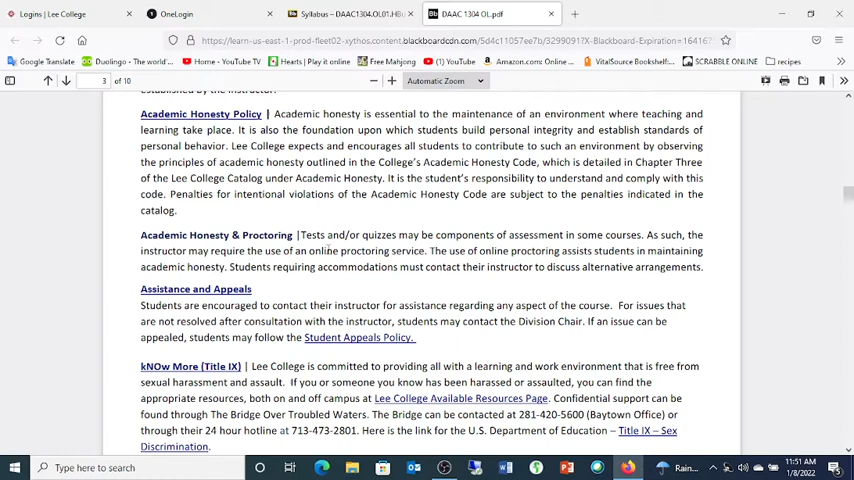 Logins | Lee College
OneLogin
Syllabus – DAAC1304.OL01.HBu
DAAC 1304 OL.pdf
https://learn-us-east-1-prod-fleet02-xythos.content.blackboardcdn.com/5d4c11057ee7b/3299091?X-Blackboard-Expiration=16416
Google Translate
Duolingo - The world...
Home - YouTube TV
Hearts | Play it online
Free Mahjong
(1) YouTube
Amazon.com: Online...
VitalSource Bookshelf:...
SCRABBLE ONLINE
recipes
3 of 10
Automatic Zoom
established by the instructor.
Academic Honesty Policy | Academic honesty is essential to the maintenance of an environment where teaching and
learning take place. It is also the foundation upon which students build personal integrity and establish standards of
personal behavior. Lee College expects and encourages all students to contribute to such an environment by observing
the principles of academic honesty outlined in the College's Academic Honesty Code, which is detailed in Chapter Three
of the Lee College Catalog under Academic Honesty. It is the student's responsibility to understand and comply with this
code. Penalties for intentional violations of the Academic Honesty Code are subject to the penalties indicated in the
catalog.
Academic Honesty & Proctoring |Tests and/or quizzes may be components of assessment in some courses. As such, the
instructor may require the use of an online proctoring service. The use of online proctoring assists students in maintaining
academic honesty. Students requiring accommodations must contact their instructor to discuss alternative arrangements.
Assistance and Appeals
Students are encouraged to contact their instructor for assistance regarding any aspect of the course. For issues that
are not resolved after consultation with the instructor, students may contact the Division Chair. If an issue can be
appealed, students may follow the Student Appeals Policy.
kNOw More (Title IX) | Lee College is committed to providing all with a learning and work environment that is free from
sexual harassment and assault. If you or someone you know has been harassed or assaulted, you can find the
appropriate resources, both on and off campus at Lee College Available Resources Page. Confidential support can be
found through The Bridge Over Troubled Waters. The Bridge can be contacted at 281-420-5600 (Baytown Office) or
through their 24 hour hotline at 713-473-2801. Here is the link for the U.S. Department of Education – Title IX – Sex
Discrimination.
Type here to search
Rain...
11:51 AM
1/8/2022